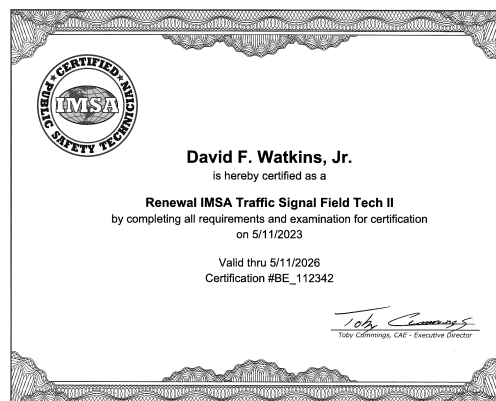 CERTIFIED
IMSA
PUBLIC SAFETY TECHNICIAN
David F. Watkins, Jr.
is hereby certified as a
Renewal IMSA Traffic Signal Field Tech II
by completing all requirements and examination for certification
on 5/11/2023
Valid thru 5/11/2026
Certification #BE_112342
Toby Cummings
Toby Cummings, CAE - Executive Director